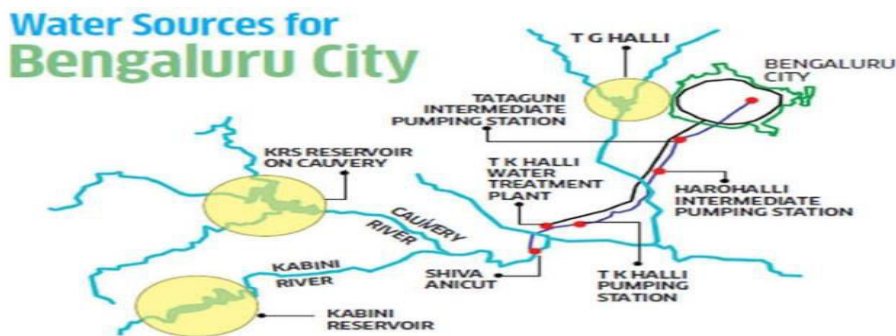 Water Sources for
Bengaluru City
T G HALLI
BENGALURU
CITY
TATAGUNI
INTERMEDIATE
PUMPING STATION
KRS RESERVOIR
ON CAUVERY
T K HALLI
WATER
TREATMENT
PLANT
HAROHALLI
INTERMEDIATE
PUMPING STATION
CAUVERY
RIVER
KABINI
RIVER
SHIVA
ANICUT
T K HALLI
PUMPING
STATION
KABINI
RESERVOIR